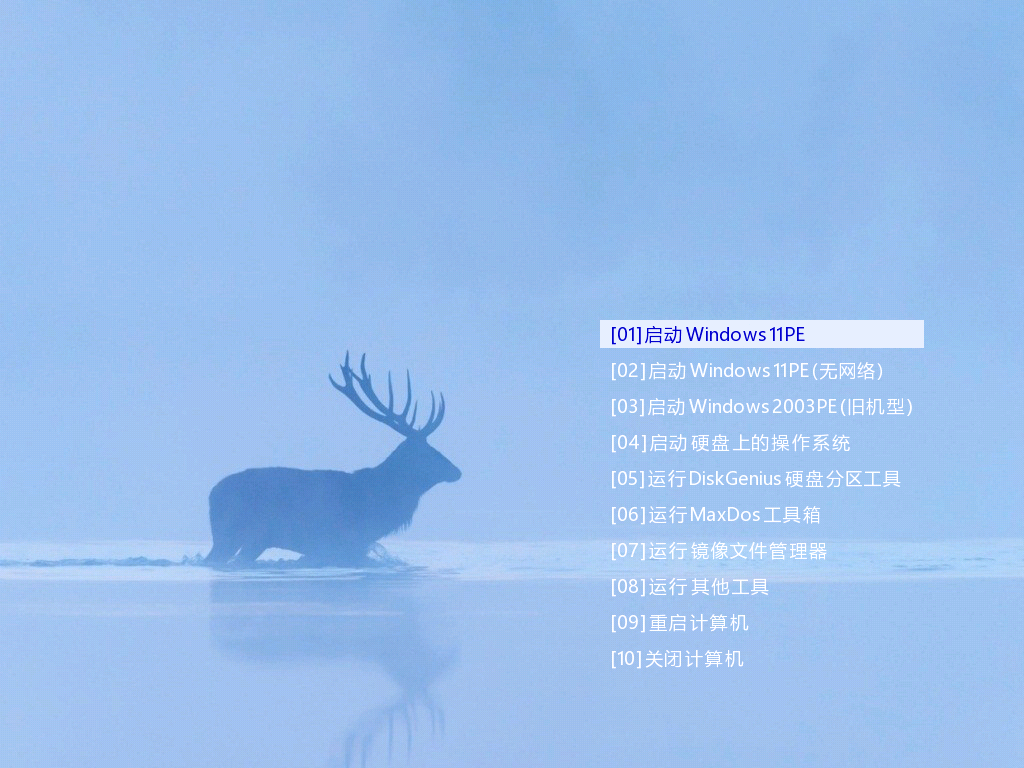 [01]启动 Windows 11PE
[02]启动 Windows 11PE (无网络)
[03]启动 Windows 2003PE (旧机型)
[04]启动 硬盘上的操作系统
[05]运行 DiskGenius 硬盘分区工具
[06]运行 MaxDos 工具箱
[07]运行 镜像文件管理器
[08]运行 其他工具
[09]重启计算机
[10]关闭计算机